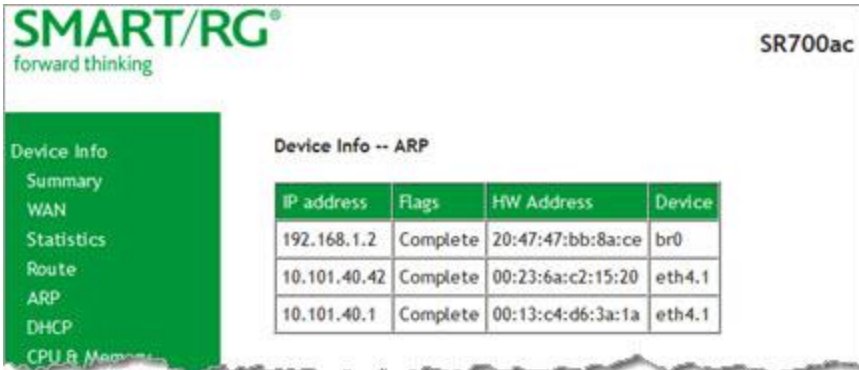 SMART/RG®
forward thinking
SR700ac
Device Info
Summary
WAN
Statistics
Route
ARP
DHCP
CPU & Memory
Device Info -- ARP
IP address Flags HW Address Device
192.168.1.2 Complete 20:47:47:bb:8a:ce br0
10.101.40.42 Complete 00:23:6a:c2:15:20 eth4.1
10.101.40.1 Complete 00:13:c4:d6:3a:1a eth4.1